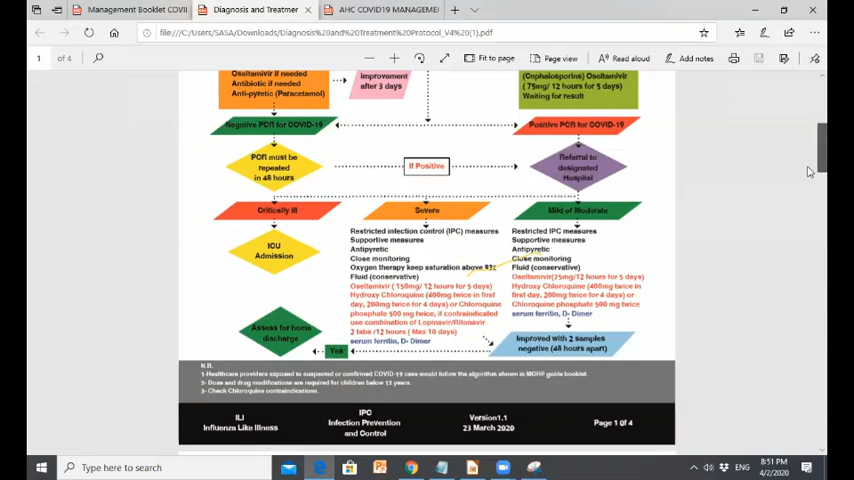 Management Booklet COVII
Diagnosis and Treatmer
AHC COVID19 MANAGEME
file:///C:/Users/SASA/Downloads/Diagnosis%20and%20Treatment%20Protocol_V4%20(1).pdf
1 of 4
Fit to page
Page view
Read aloud
Add notes
Oseltamivir if needed
Antibiotic if needed
Anti-pyretic (Paracetamol)
improvement
after 3 days
(Cephalosporins) Oseltamivir
( 75mg/ 12 hours for 5 days)
Waiting for result
Negative PCR for COVID-19
Positive PCR for COVID-19
PCR must be
repeated
in 48 hours
If Positive
Referral to
designated
Hospital
Critically ill
Severe
Mild or Moderate
ICU
Admission
Restricted infection control (IPC) measures
Supportive measures
Antipyretic
Close monitoring
Oxygen therapy keep saturation above 92%
Fluid (conservative)
Oseltamivir ( 150mg/ 12 hours for 5 days)
Hydroxy Chloroquine (400mg twice in first
day, 200mg twice for 4 days) or Chloroquine
phosphate 500 mg twice, if contraindicated
use combination of Lopinavir/Ritonavir
2 tabs /12 hours ( Max 10 days)
serum ferritin, D- Dimer
Restricted IPC measures
Supportive measures
Antipyretic
Close monitoring
Fluid (conservative)
Oseltamivir(75mg/12 hours for 5 days)
Hydroxy Chloroquine (400mg twice in
first day, 200mg twice for 4 days) or
Chloroquine phosphate 500 mg twice
serum ferritin, D- Dimer
Assess for home
discharge
Yes
Improved with 2 samples
negative (48 hours apart)
N.B.
1-Healthcare providers exposed to suspected or confirmed COVID-19 case would follow the algorithm shown in MOHP guide booklet.
2- Dose and drug modifications are required for children below 12 years.
3- Check Chloroquine contraindications.
ILI
Influenza Like Illness
IPC
Infection Prevention
and Control
Version1.1
23 March 2020
Page 1 0f 4
Type here to search
ENG
8:51 PM
4/2/2020